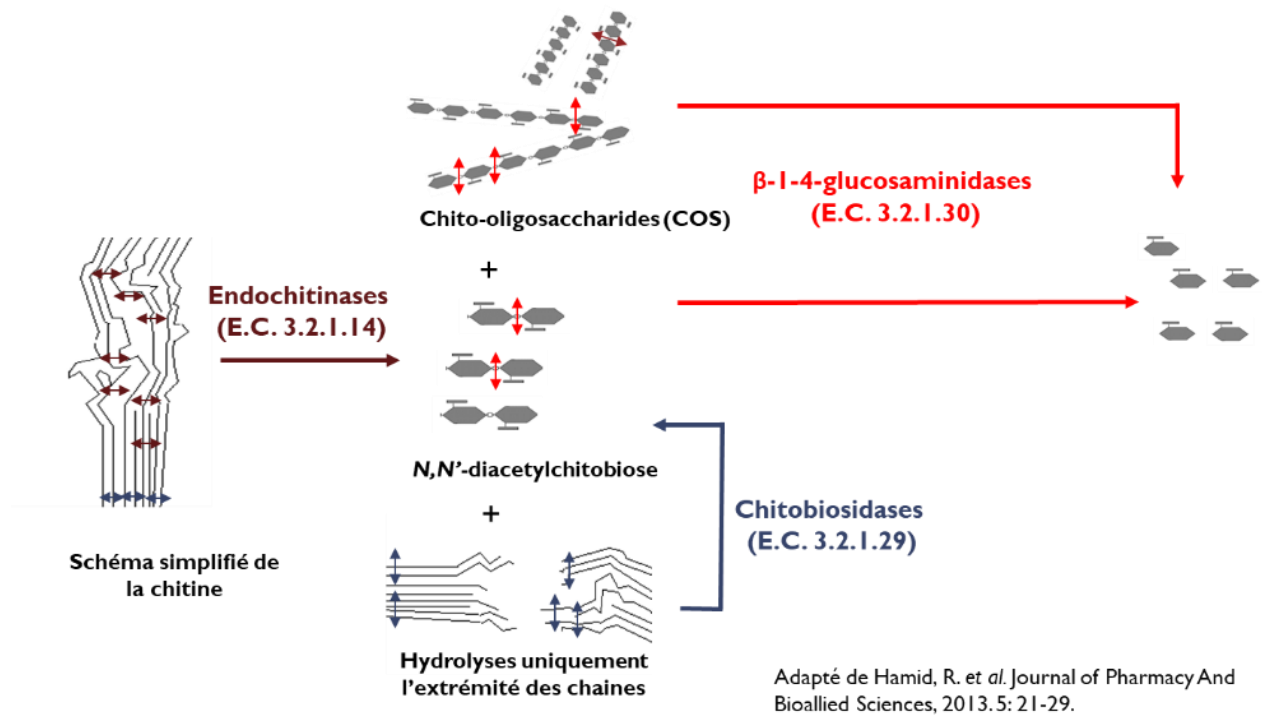 Chito-oligosaccharides (COS)
β-1-4-glucosaminidases
(E.C. 3.2.1.30)
+
Endochitinases
(E.C. 3.2.1.14)
N,N’-diacetylchitobiose
+
Chitobiosidases
(E.C. 3.2.1.29)
Schéma simplifié de
la chitine
Hydrolyses uniquement
l’extrémité des chaines
Adapté de Hamid, R. et al. Journal of Pharmacy And
Bioallied Sciences, 2013. 5: 21-29.